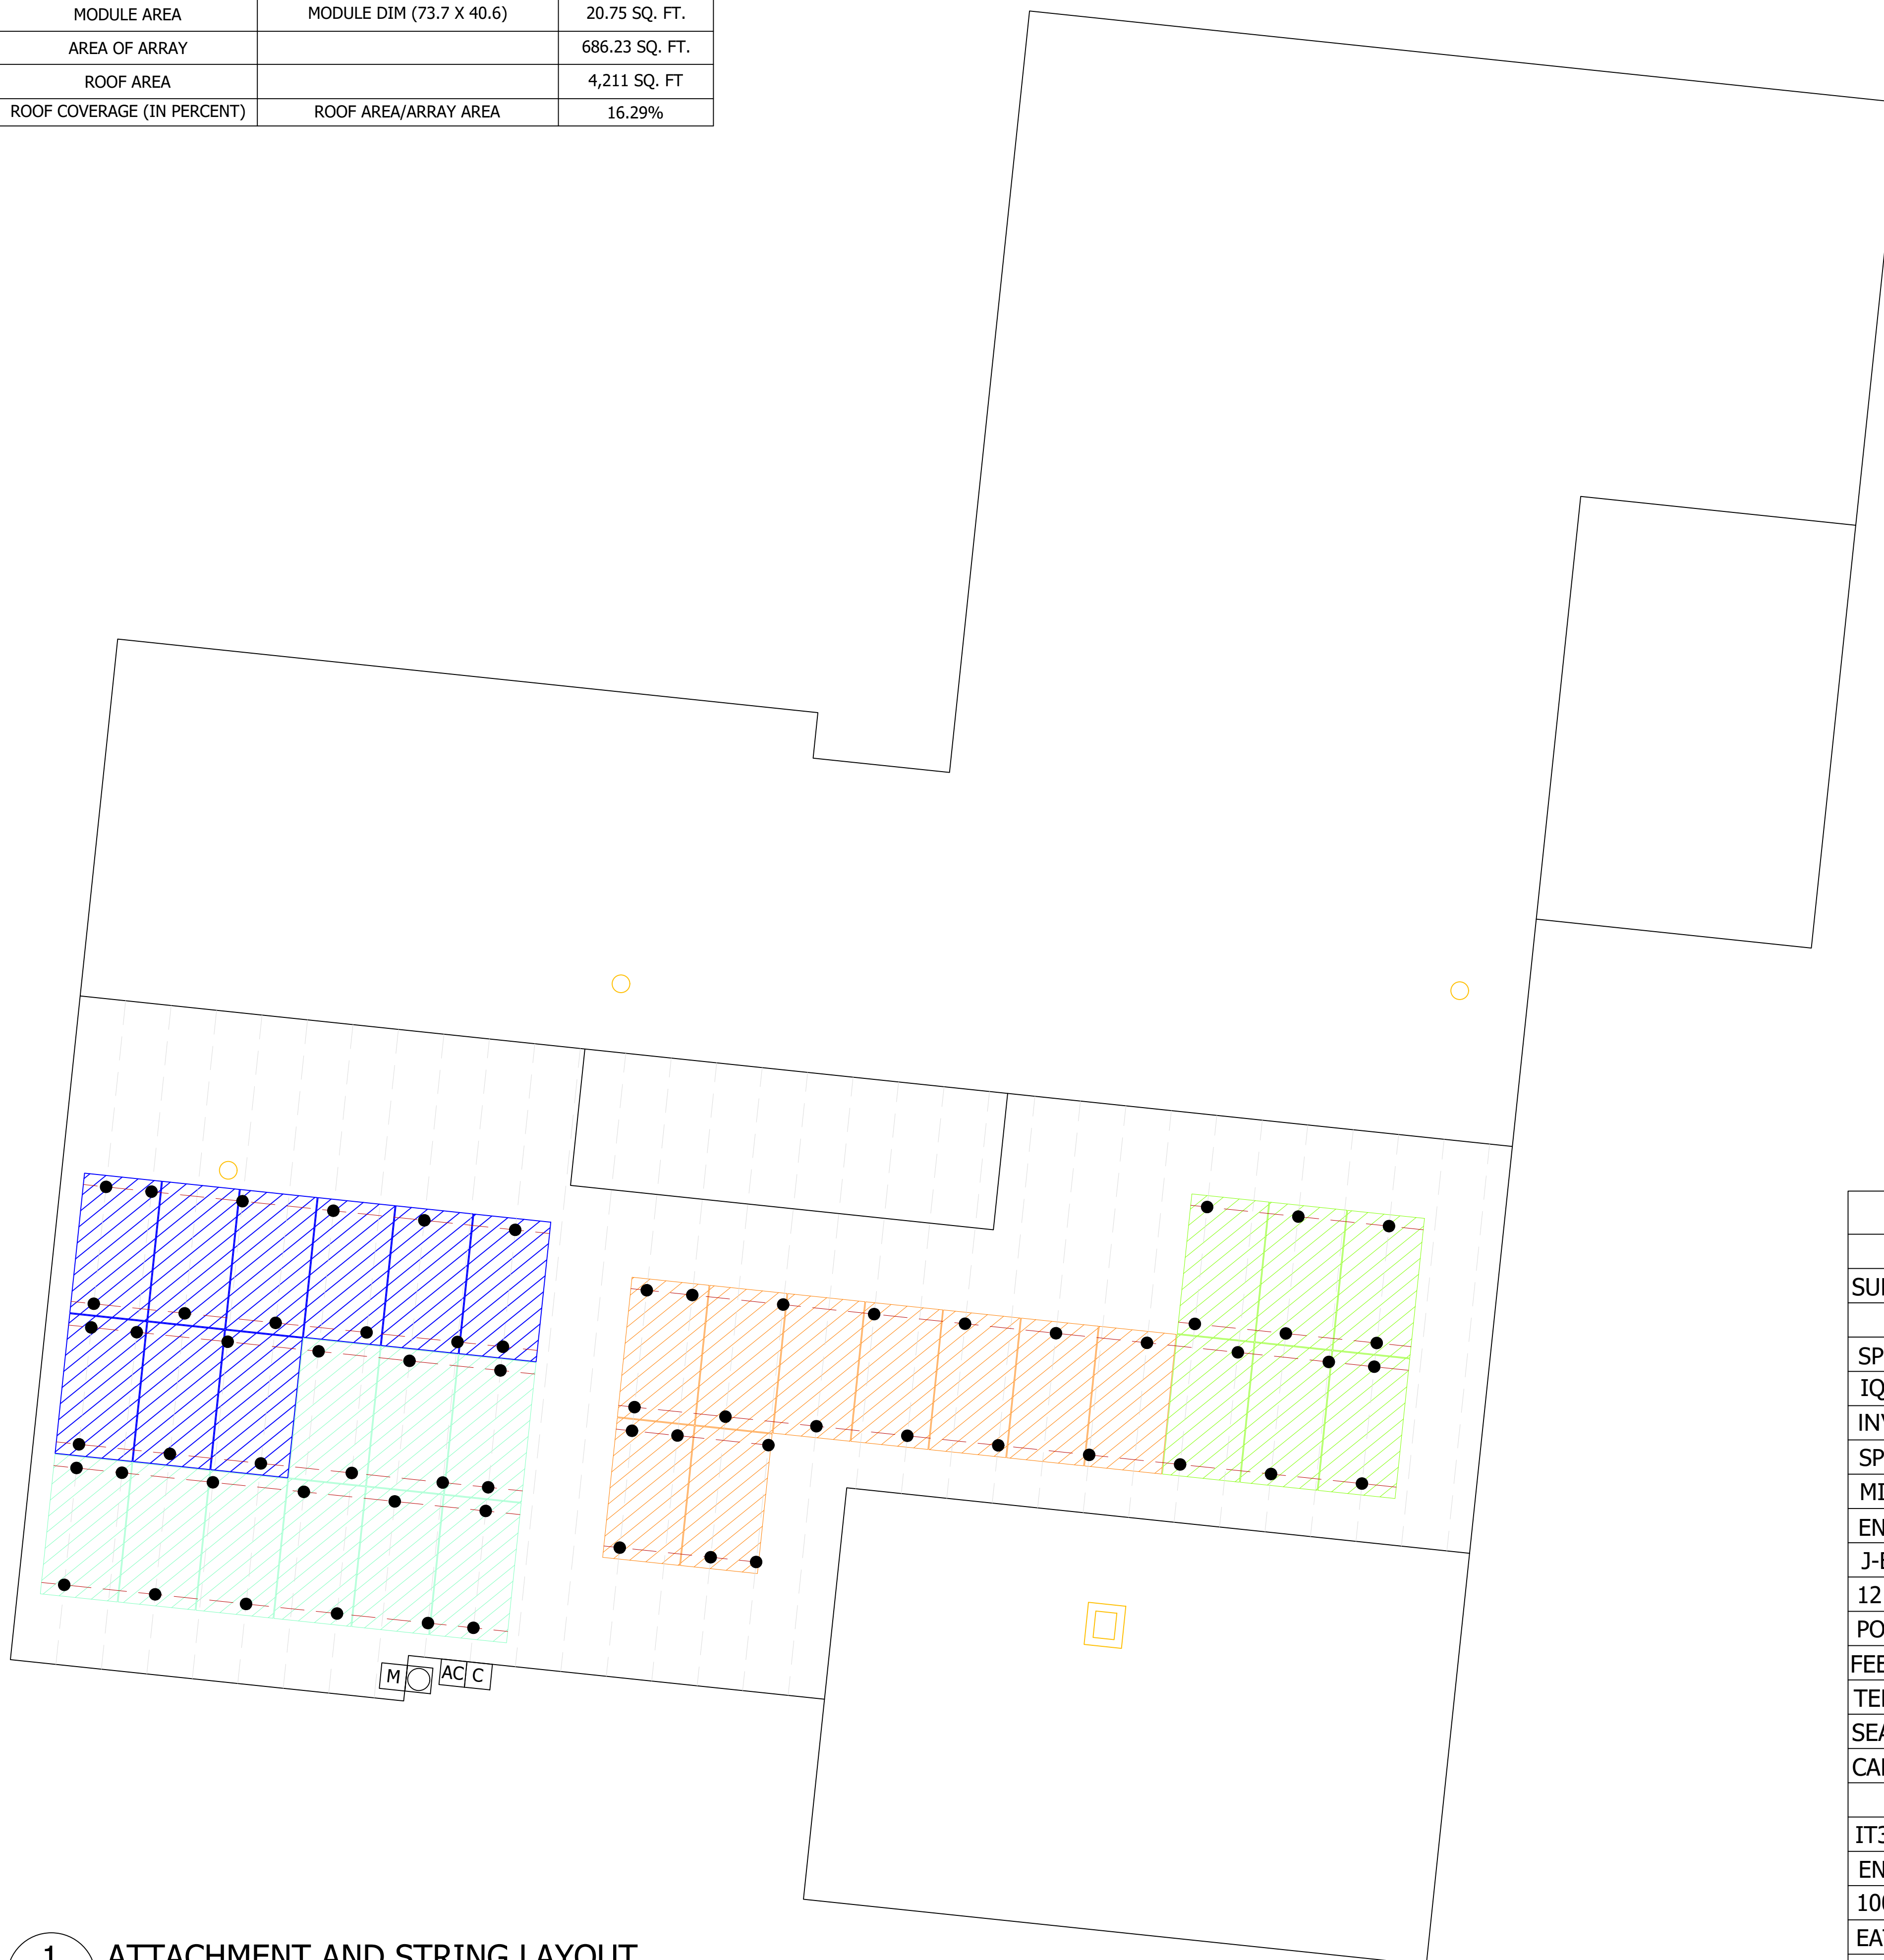 MODULE AREA MODULE DIM (73.7 X 40.6) 20.75 SQ. FT.
AREA OF ARRAY 686.23 SQ. FT.
ROOF AREA 4,211 SQ. FT
ROOF COVERAGE (IN PERCENT) ROOF AREA/ARRAY AREA 16.29%
M AC C
IQ
12
1 ATTACHMENT AND STRING LAYOUT